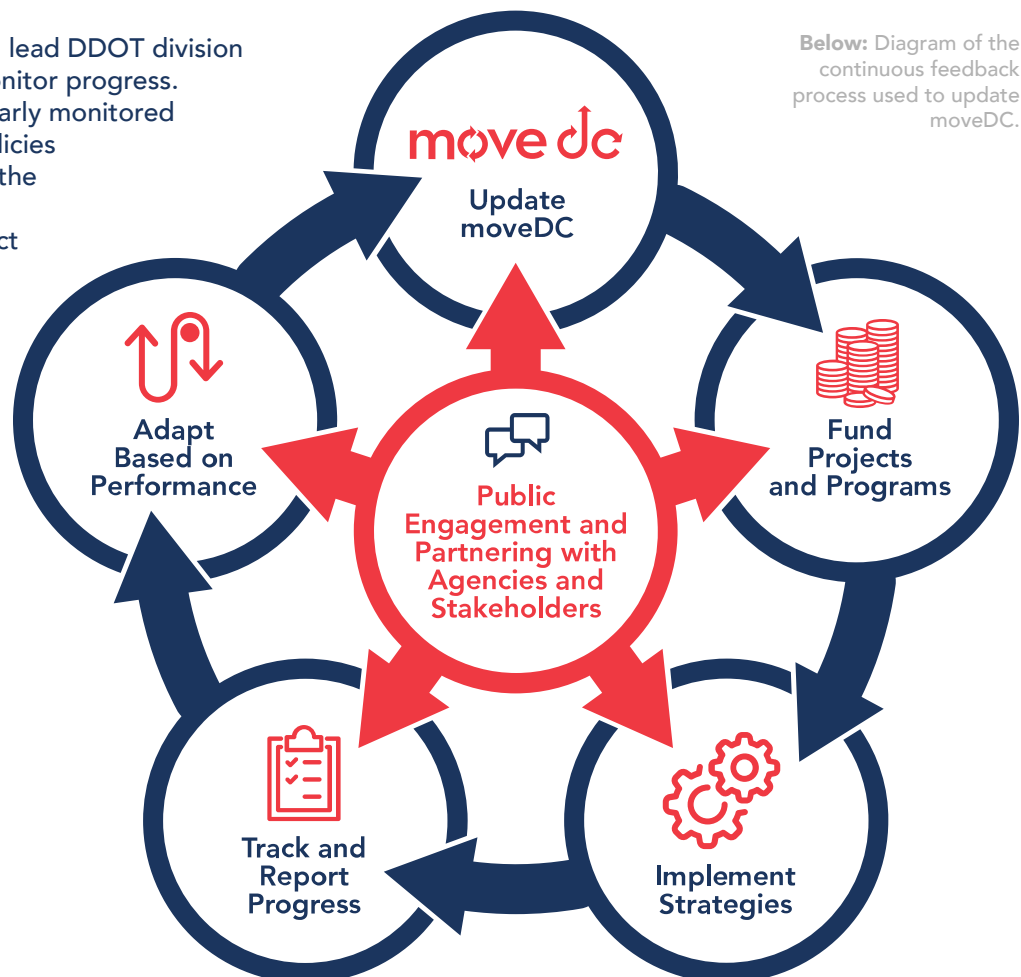 lead DDOT division
nitor progress.
arly monitored
licies
the
ct
Below: Diagram of the
continuous feedback
process used to update
moveDC.
move dc
Update
moveDC
Fund
Projects
and Programs
Implement
Strategies
Track and
Report
Progress
Adapt
Based on
Performance
Public
Engagement and
Partnering with
Agencies and
Stakeholders